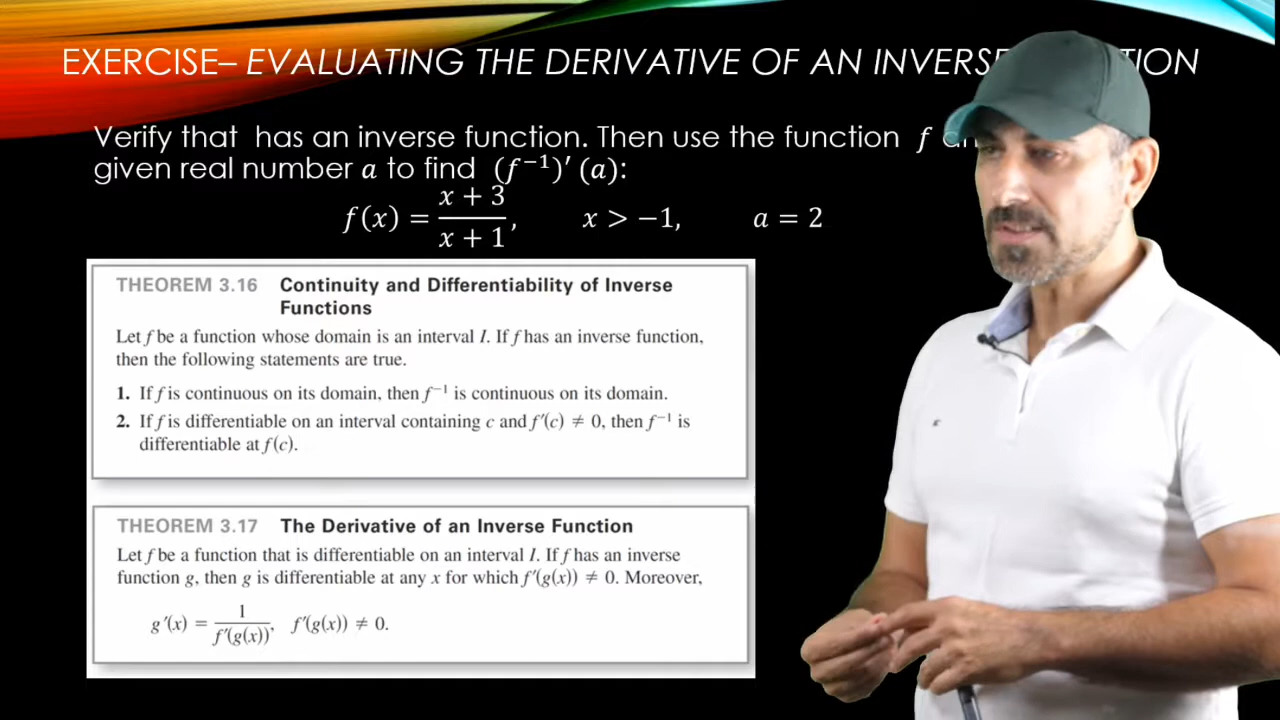 EXERCISE– EVALUATING THE DERIVATIVE OF AN
Verify that has an inverse function. Then use the function f
given real number a to find (f⁻¹)′ (a):
f(x) = (x + 3)/(x + 1), x > −1, a = 2
THEOREM 3.16 Continuity and Differentiability of Inverse
Functions
Let f be a function whose domain is an interval I. If f has an inverse function,
then the following statements are true.
1. If f is continuous on its domain, then f⁻¹ is continuous on its domain.
2. If f is differentiable on an interval containing c and f′(c) ≠ 0, then f⁻¹ is
differentiable at f(c).
THEOREM 3.17 The Derivative of an Inverse Function
Let f be a function that is differentiable on an interval I. If f has an inverse
function g, then g is differentiable at any x for which f′(g(x)) ≠ 0. Moreover,
g′(x) = 1/f′(g(x)), f′(g(x)) ≠ 0.